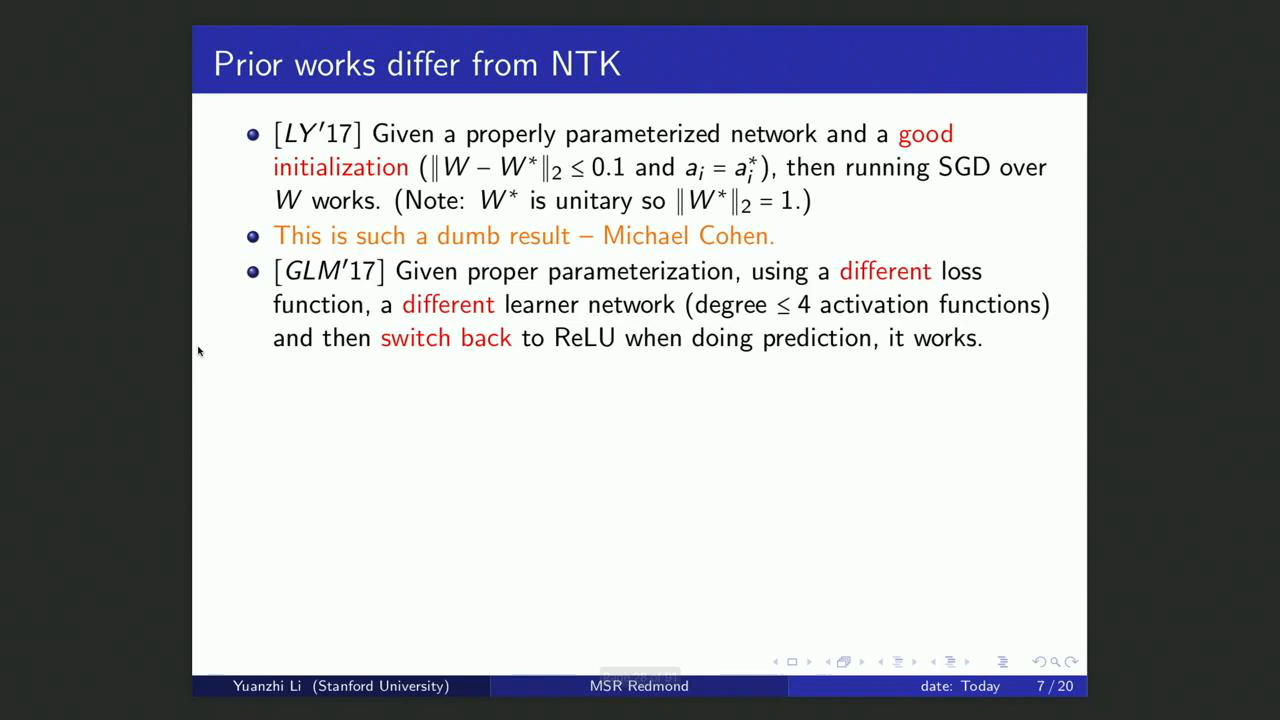 Prior works differ from NTK
[LY′17] Given a properly parameterized network and a good
initialization (‖W − W*‖₂ ≤ 0.1 and aᵢ = aᵢ*), then running SGD over
W works. (Note: W* is unitary so ‖W*‖₂ = 1.)
This is such a dumb result – Michael Cohen.
[GLM′17] Given proper parameterization, using a different loss
function, a different learner network (degree ≤ 4 activation functions)
and then switch back to ReLU when doing prediction, it works.
Yuanzhi Li (Stanford University) MSR Redmond date: Today 7 / 20